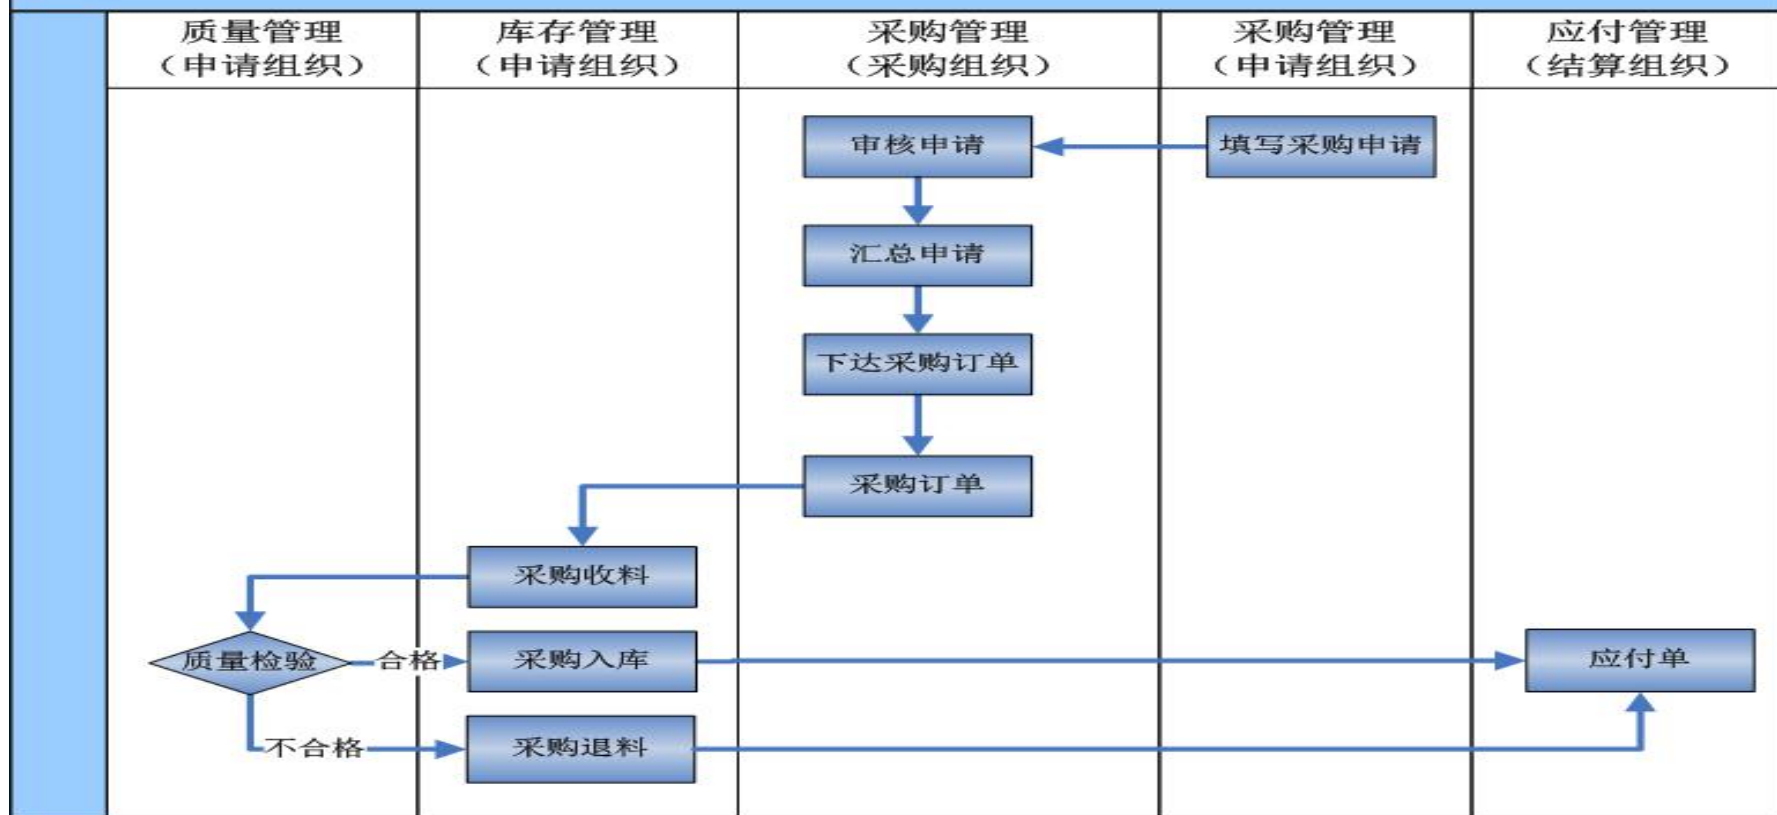 质量管理
（申请组织）
库存管理
（申请组织）
采购管理
（采购组织）
采购管理
（申请组织）
应付管理
（结算组织）
审核申请
填写采购申请
汇总申请
下达采购订单
采购订单
采购收料
质量检验
合格
采购入库
应付单
不合格
采购退料